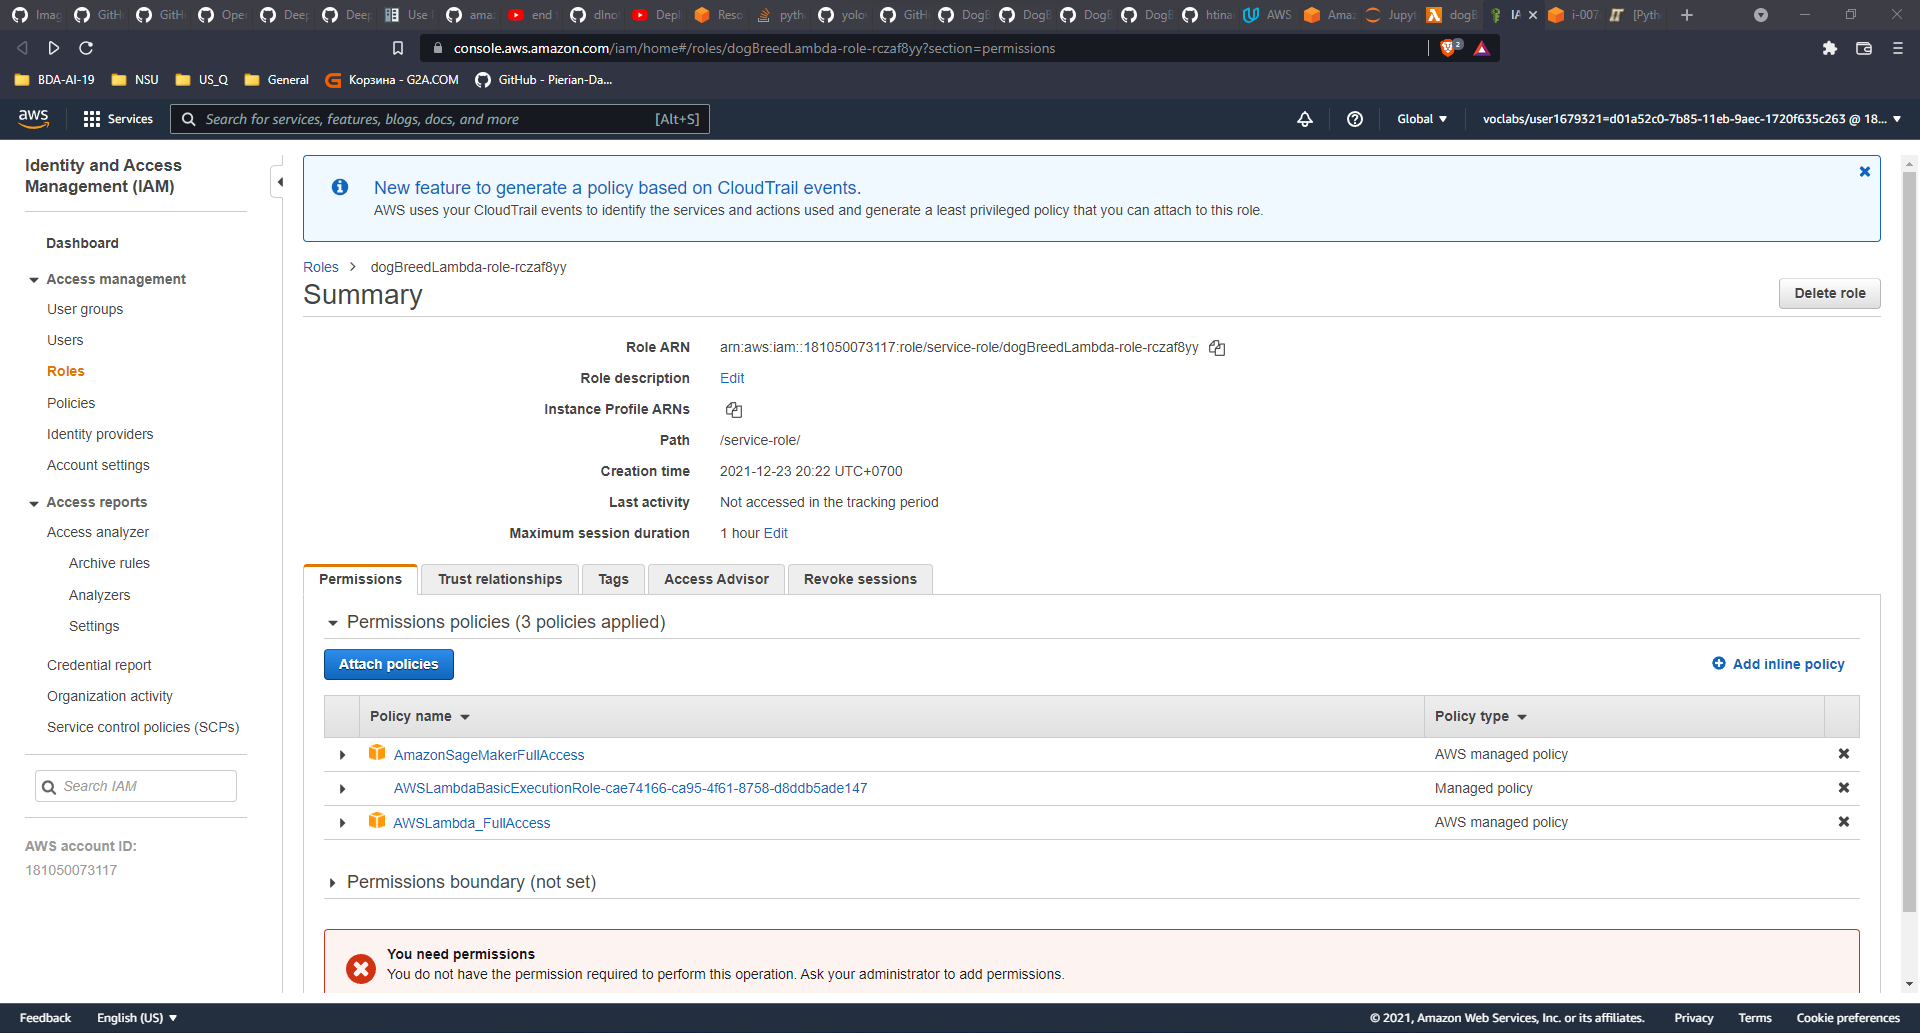 Imag GitHu GitH Oper Deep Deep Use amaz end dlno Depl Reso pyth yolo GitH DogB DogB DogB DogB htina AWS Amaz Jupyt dogB IA i-007 [Pyth
console.aws.amazon.com/iam/home#/roles/dogBreedLambda-role-rczaf8yy?section=permissions 2
BDA-AI-19 NSU US_Q General Корзина - G2A.COM GitHub - Pierian-Da...
aws Services Search for services, features, blogs, docs, and more [Alt+S] Global voclabs/user1679321=d01a52c0-7b85-11eb-9aec-1720f635c263 @ 18...
Identity and Access
Management (IAM)
Dashboard
Access management
User groups
Users
Roles
Policies
Identity providers
Account settings
Access reports
Access analyzer
Archive rules
Analyzers
Settings
Credential report
Organization activity
Service control policies (SCPs)
Search IAM
AWS account ID:
181050073117
New feature to generate a policy based on CloudTrail events.
AWS uses your CloudTrail events to identify the services and actions used and generate a least privileged policy that you can attach to this role.
Roles dogBreedLambda-role-rczaf8yy
Summary
Delete role
Role ARN arn:aws:iam::181050073117:role/service-role/dogBreedLambda-role-rczaf8yy
Role description Edit
Instance Profile ARNs
Path /service-role/
Creation time 2021-12-23 20:22 UTC+0700
Last activity Not accessed in the tracking period
Maximum session duration 1 hour Edit
Permissions Trust relationships Tags Access Advisor Revoke sessions
Permissions policies (3 policies applied)
Attach policies Add inline policy
Policy name Policy type
AmazonSageMakerFullAccess AWS managed policy
AWSLambdaBasicExecutionRole-cae74166-ca95-4f61-8758-d8ddb5ade147 Managed policy
AWSLambda_FullAccess AWS managed policy
Permissions boundary (not set)
You need permissions
You do not have the permission required to perform this operation. Ask your administrator to add permissions.
Feedback English (US) © 2021, Amazon Web Services, Inc. or its affiliates. Privacy Terms Cookie preferences